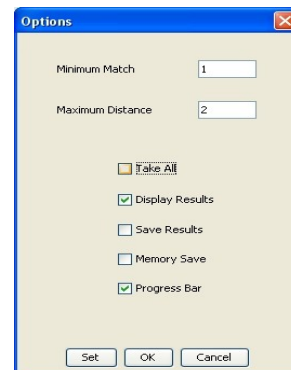 Options
Minimum Match 1
Maximum Distance 2
Take All
Display Results
Save Results
Memory Save
Progress Bar
Set OK Cancel